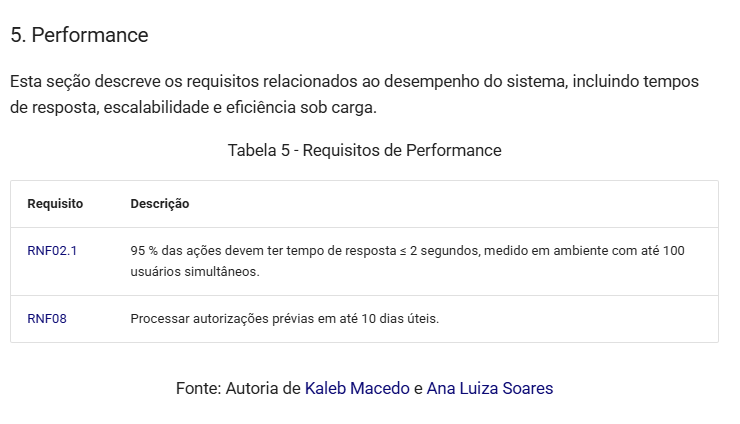 5. Performance
Esta seção descreve os requisitos relacionados ao desempenho do sistema, incluindo tempos
de resposta, escalabilidade e eficiência sob carga.
Tabela 5 - Requisitos de Performance
Requisito Descrição
RNF02.1 95 % das ações devem ter tempo de resposta ≤ 2 segundos, medido em ambiente com até 100
usuários simultâneos.
RNF08 Processar autorizações prévias em até 10 dias úteis.
Fonte: Autoria de Kaleb Macedo e Ana Luiza Soares